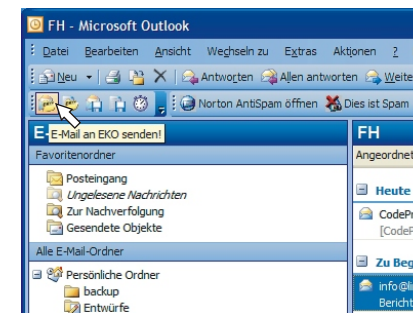 FH - Microsoft Outlook
Datei Bearbeiten Ansicht Wechseln zu Extras Aktionen ?
Neu Antworten Allen antworten Weite
Norton AntiSpam öffnen Dies ist Spam
E-Mail an EKO senden!
E- FH
Favoritenordner Angeordnet
Posteingang
Ungelesene Nachrichten
Zur Nachverfolgung
Gesendete Objekte
Alle E-Mail-Ordner
Persönliche Ordner
backup
Entwürfe
Heute
CodePr
[CodeP
Zu Beg
info@li
Bericht